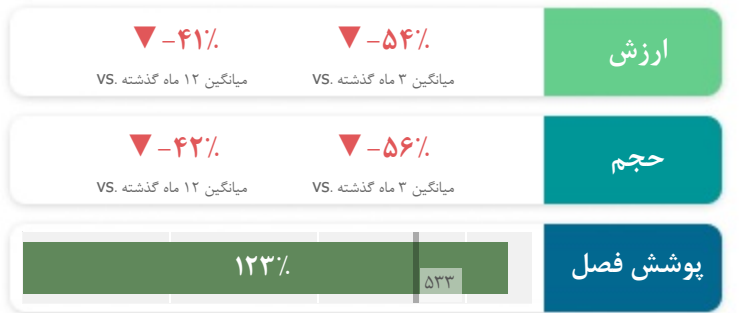 ارزش
-۵۴٪ ▼
-۴۱٪ ▼
میانگین ۳ ماه گذشته .VS
میانگین ۱۲ ماه گذشته .VS
حجم
-۵۶٪ ▼
-۴۲٪ ▼
میانگین ۳ ماه گذشته .VS
میانگین ۱۲ ماه گذشته .VS
پوشش فصل
۱۲۳٪
۵۳۳